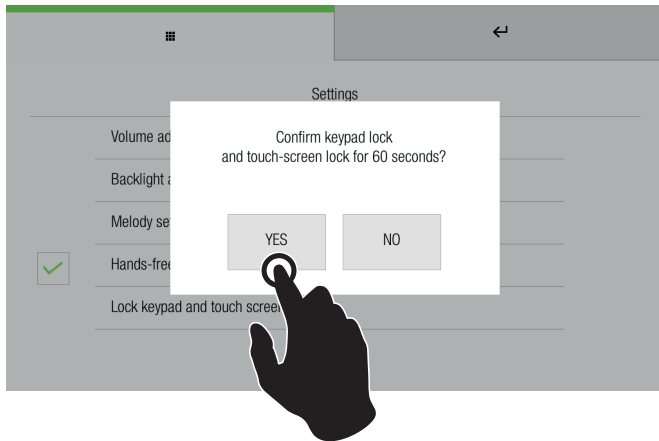 Settings
Volume ad
Confirm keypad lock
and touch-screen lock for 60 seconds?
Backlight
Melody se
YES
NO
Hands-free
Lock keypad and touch screen